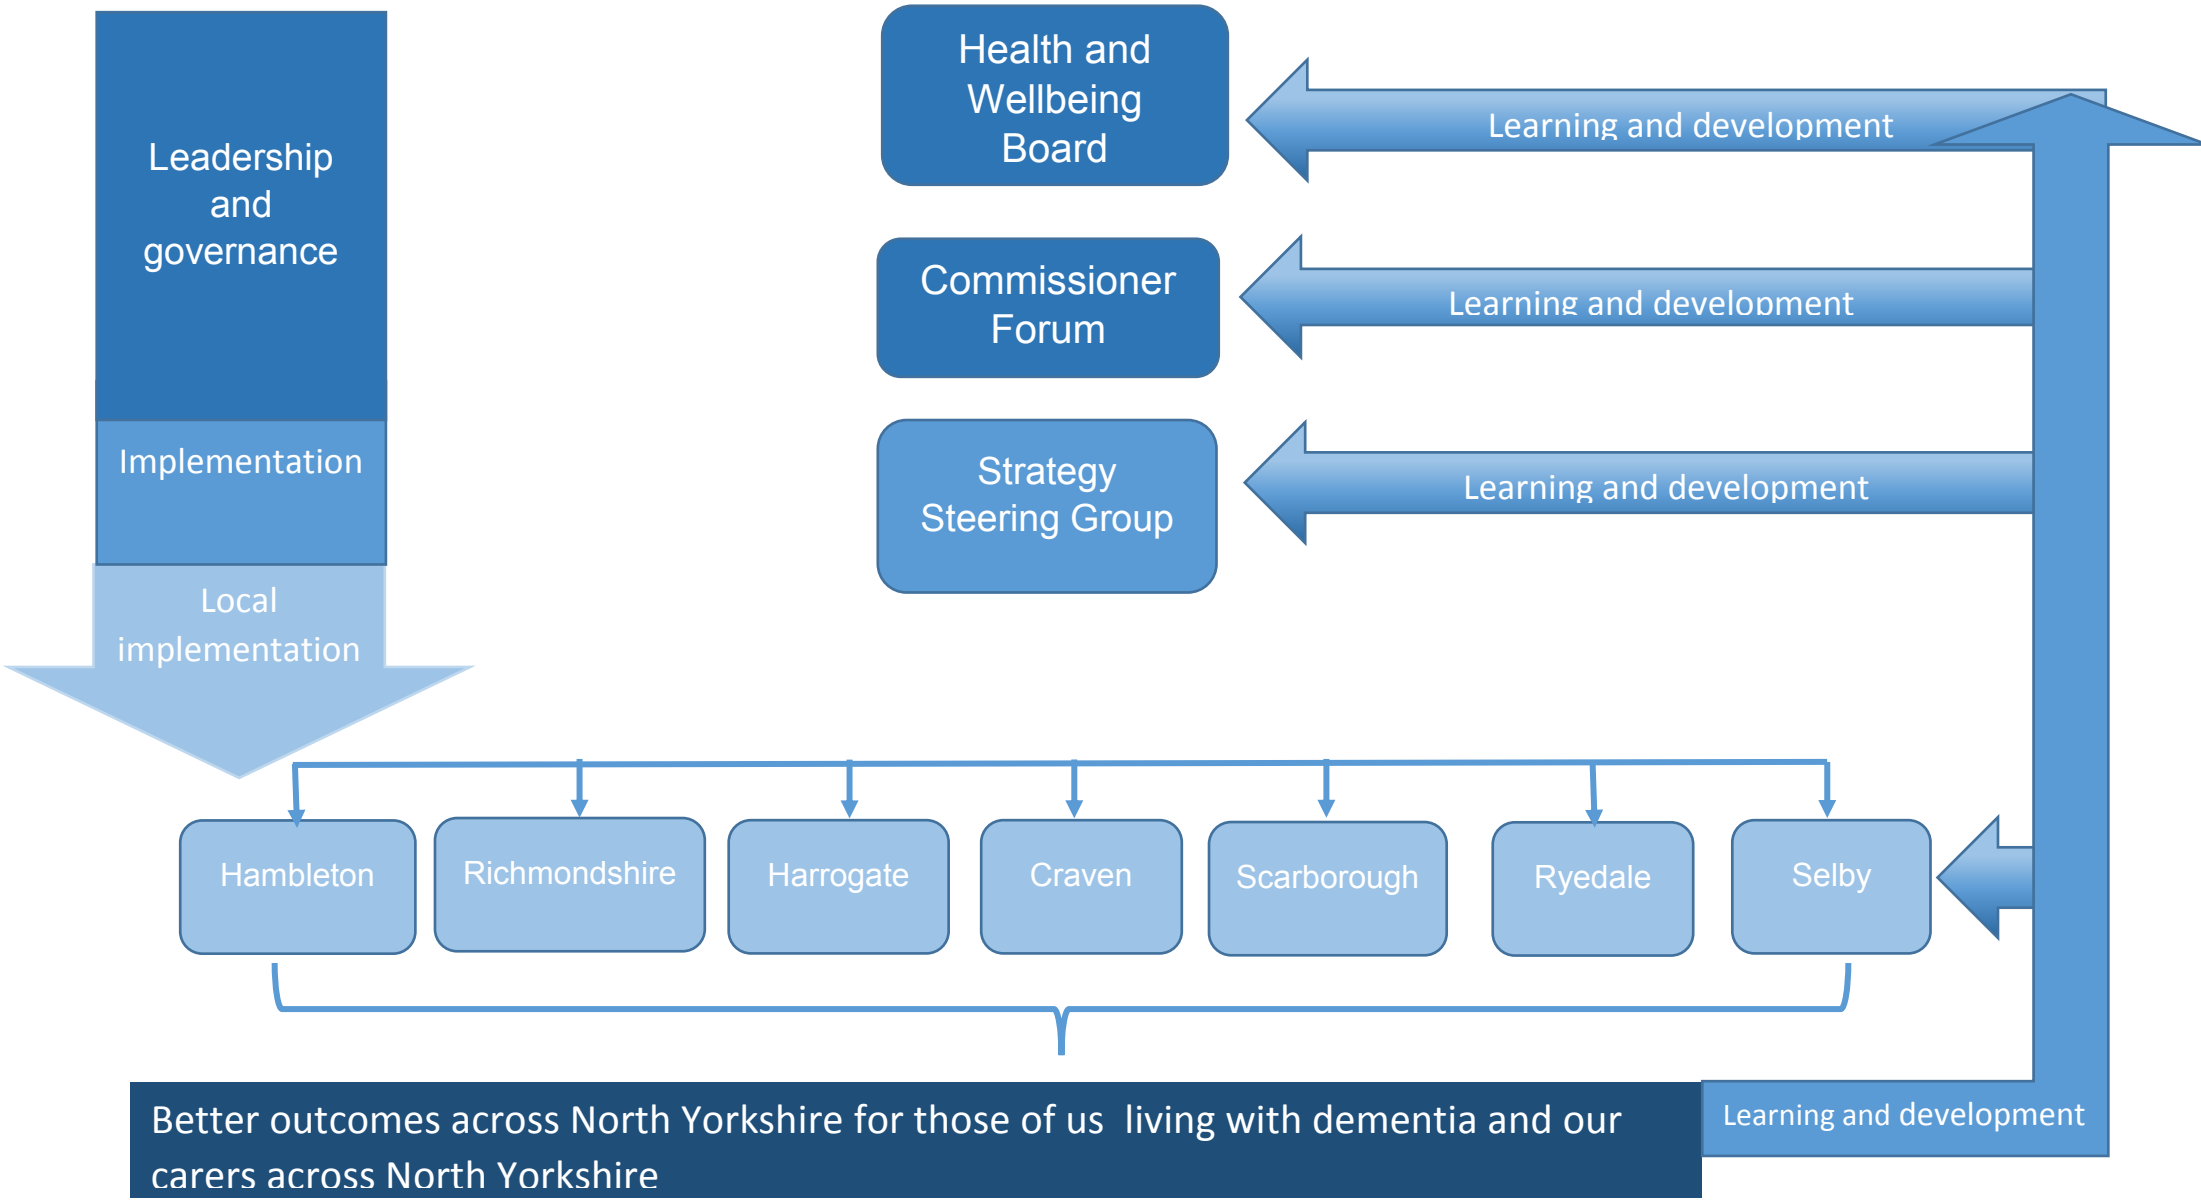 Leadership
and
governance
Implementation
Local
implementation
Health and
Wellbeing
Board
Learning and development
Commissioner
Forum
Learning and development
Strategy
Steering Group
Learning and development
Hambleton
Richmondshire
Harrogate
Craven
Scarborough
Ryedale
Selby
Better outcomes across North Yorkshire for those of us  living with dementia and our
carers across North Yorkshire
Learning and development